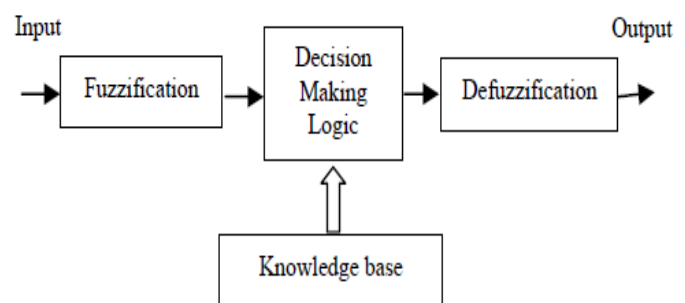 Input
Output
Fuzzification
Decision
Making
Logic
Defuzzification
Knowledge base